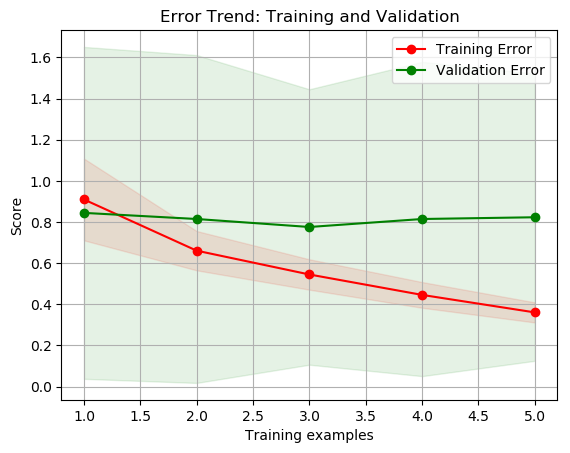 Error Trend: Training and Validation
Training Error
Validation Error
Score
1.6
1.4
1.2
1.0
0.8
0.6
0.4
0.2
0.0
1.0 1.5 2.0 2.5 3.0 3.5 4.0 4.5 5.0
Training examples